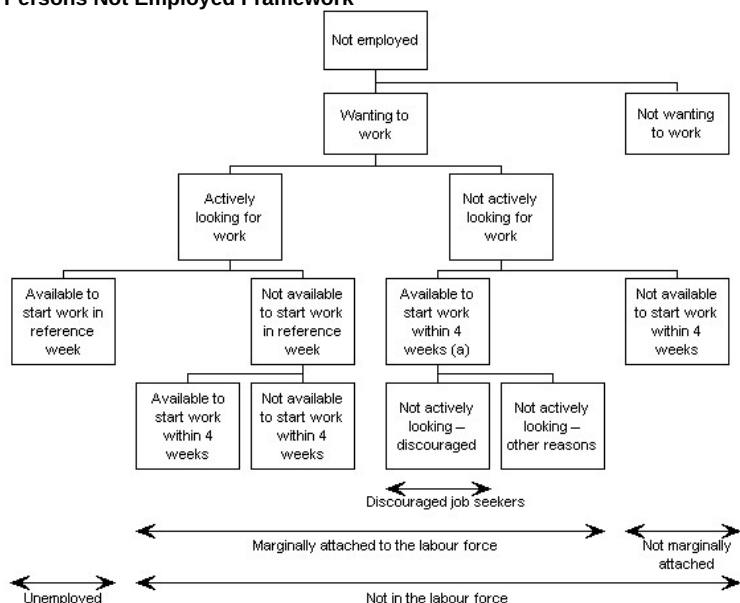 Persons Not Employed Framework
Not employed
Wanting to
work
Not wanting
to work
Actively
looking for
work
Not actively
looking for
work
Available to
start work in
reference
week
Not available
to start work
in reference
week
Available to
start work
within 4
weeks (a)
Not available
to start work
within 4
weeks
Available to
start work
within 4
weeks
Not available
to start work
within 4
weeks
Not actively
looking –
discouraged
Not actively
looking –
other reasons
Discouraged job seekers
Marginally attached to the labour force
Not marginally
attached
Unemployed
Not in the labour force